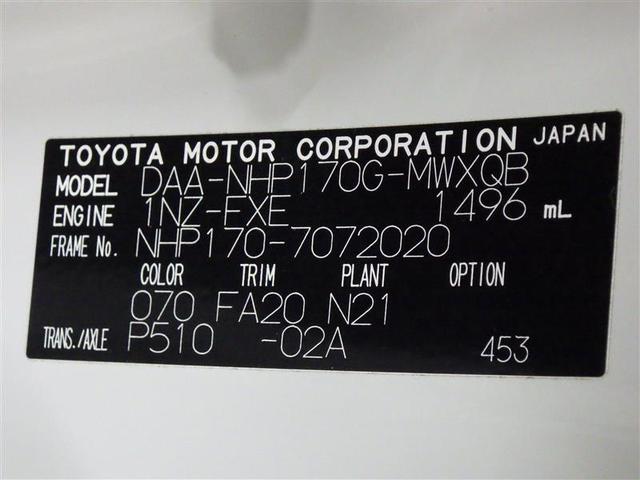 TOYOTA MOTOR CORPORATION JAPAN
MODEL DAA-NHP170G-MWXQB
ENGINE 1NZ-FXE 1496 mL
FRAME No. NHP170-7072020
COLOR TRIM PLANT OPTION
070 FA20 N21
TRANS./AXLE P510 -02A 453